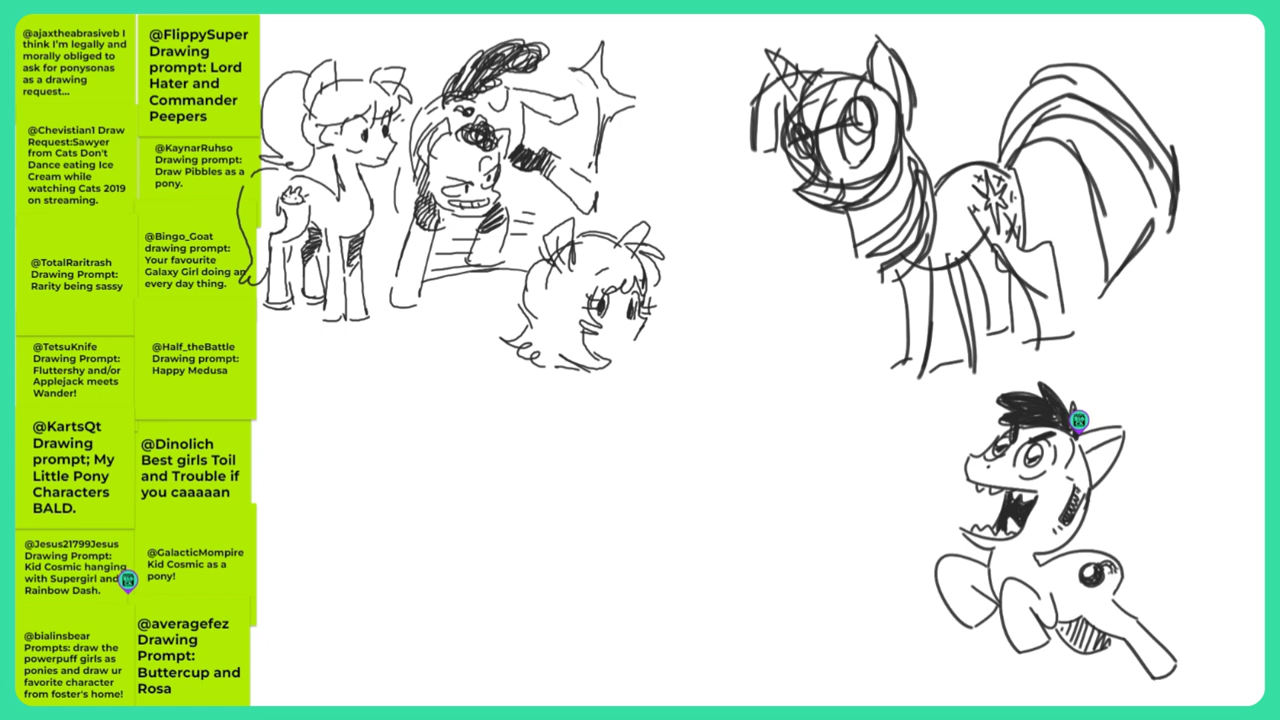 @ajaxtheabrasiveb I
think I'm legally and
morally obliged to
ask for ponysonas
as a drawing
request...
@FlippySuper
Drawing
prompt: Lord
Hater and
Commander
Peepers
@Chevistian1 Draw
Request:Sawyer
from Cats Don't
Dance eating Ice
Cream while
watching Cats 2019
on streaming.
@KaynarRuhso
Drawing prompt:
Draw Pibbles as a
pony.
@TotalRaritrash
Drawing Prompt:
Rarity being sassy
@Bingo_Goat
drawing prompt:
Your favourite
Galaxy Girl doing an
every day thing.
@TetsuKnife
Drawing Prompt:
Fluttershy and/or
Applejack meets
Wander!
@Half_theBattle
Drawing prompt:
Happy Medusa
@KartsQt
Drawing
prompt; My
Little Pony
Characters
BALD.
@Dinolich
Best girls Toil
and Trouble if
you caaaaan
@Jesus21799Jesus
Drawing Prompt:
Kid Cosmic hanging
with Supergirl and
Rainbow Dash.
@GalacticMompire
Kid Cosmic as a
pony!
@bialinsbear
Prompts: draw the
powerpuff girls as
ponies and draw ur
favorite character
from foster's home!
@averagefez
Drawing
Prompt:
Buttercup and
Rosa